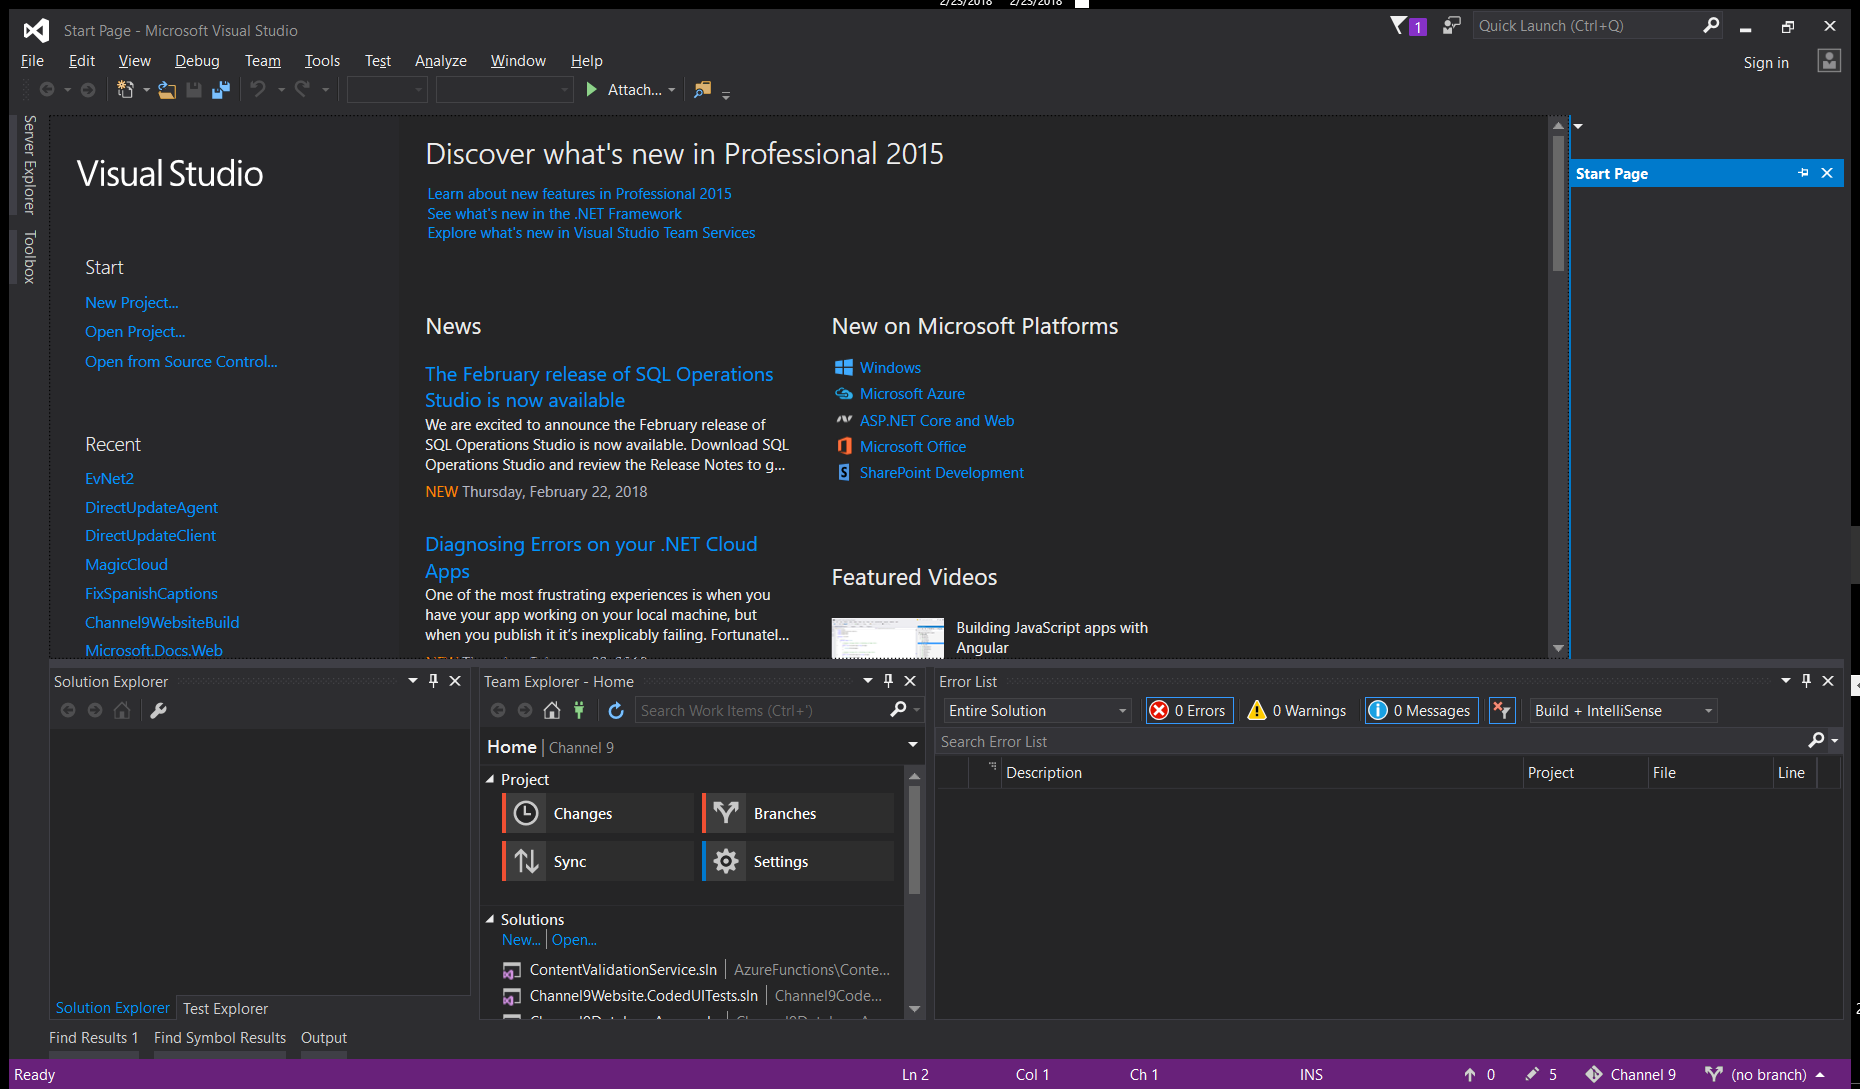 2/23/2018 2/23/2018
Start Page - Microsoft Visual Studio
1
Quick Launch (Ctrl+Q)
File Edit View Debug Team Tools Test Analyze Window Help
Sign in
Attach...
Server Explorer
Toolbox
Visual Studio
Start
New Project...
Open Project...
Open from Source Control...
Recent
EvNet2
DirectUpdateAgent
DirectUpdateClient
MagicCloud
FixSpanishCaptions
Channel9WebsiteBuild
Microsoft.Docs.Web
Discover what's new in Professional 2015
Learn about new features in Professional 2015
See what's new in the .NET Framework
Explore what's new in Visual Studio Team Services
News
The February release of SQL Operations
Studio is now available
We are excited to announce the February release of
SQL Operations Studio is now available. Download SQL
Operations Studio and review the Release Notes to g...
NEW Thursday, February 22, 2018
Diagnosing Errors on your .NET Cloud
Apps
One of the most frustrating experiences is when you
have your app working on your local machine, but
when you publish it it’s inexplicably failing. Fortunatel...
New on Microsoft Platforms
Windows
Microsoft Azure
ASP.NET Core and Web
Microsoft Office
SharePoint Development
Featured Videos
Building JavaScript apps with
Angular
Start Page
Solution Explorer
Solution Explorer Test Explorer
Team Explorer - Home
Search Work Items (Ctrl+')
Home | Channel 9
Project
Changes Branches
Sync Settings
Solutions
New... | Open...
ContentValidationService.sln | AzureFunctions\Conte...
Channel9Website.CodedUITests.sln | Channel9Code...
Error List
Entire Solution 0 Errors 0 Warnings 0 Messages Build + IntelliSense
Search Error List
Description Project File Line
Find Results 1 Find Symbol Results Output
Ready Ln 2 Col 1 Ch 1 INS 0 5 Channel 9 (no branch)